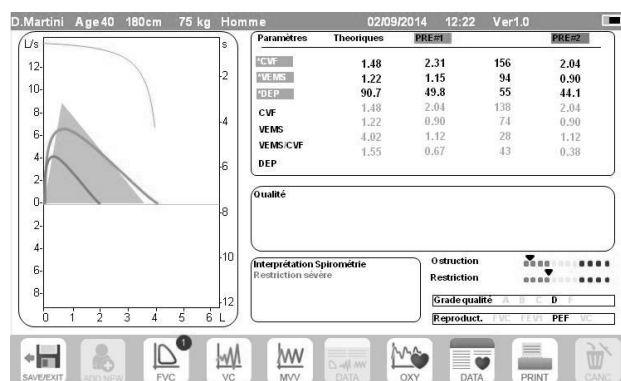 D.Martini Age40 180cm 75 kg Homme 02/09/2014 12:22 Ver1.0
L/s
s
12-
10-
8-
6-
4-
2-
0-
2-
4-
6-
8-
-2
-4
-6
-8
-10
-12
0 1 2 3 4 5 6 L
Paramètres Theoriques PRE#1 PRE#2
*CVF 1.48 2.31 156 2.04
*VEMS 1.22 1.15 94 0.90
*DEP 90.7 49.8 55 44.1
CVF 1.48 2.04 138 2.04
VEMS 1.22 0.90 74 0.90
VEMS/CVF 4.02 1.12 28 1.12
DEP 1.55 0.67 43 0.38
Qualité
Interprétation Spirométrie
Restriction sévère
Ostruction
Restriction
Grade qualité A B C D F
Reproduct. FVC FEV1 PEF VC
1
SAVE/EXIT ADD NEW FVC VC MVV DATA OXY DATA PRINT CANC